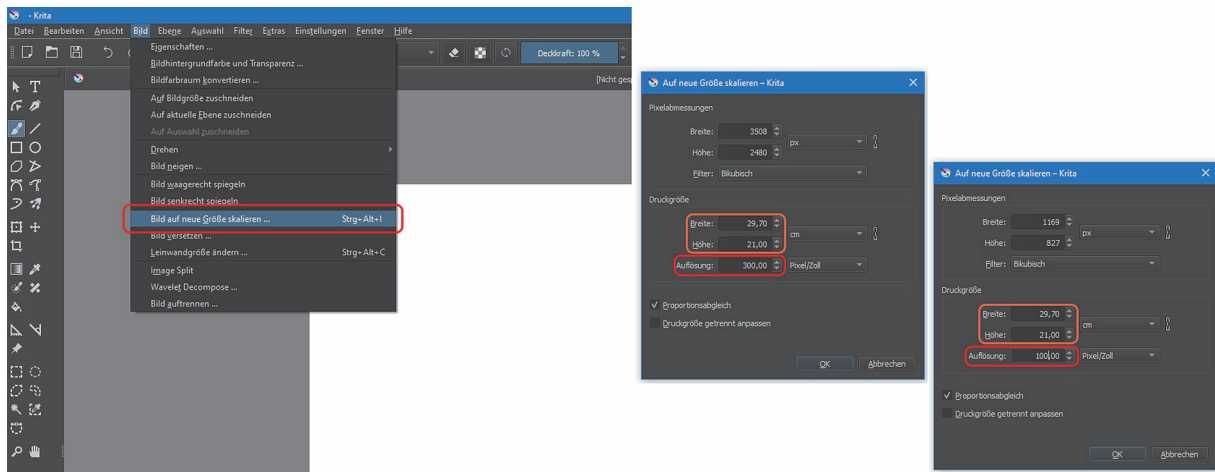 - Krita
Datei Bearbeiten Ansicht Bild Ebene Auswahl Filter Extras Einstellungen Fenster Hilfe
Deckkraft: 100 %
[Nicht ges
Eigenschaften ...
Bildhintergrundfarbe und Transparenz ...
Bildfarbraum konvertieren ...
Auf Bildgröße zuschneiden
Auf aktuelle Ebene zuschneiden
Auf Auswahl zuschneiden
Drehen
Bild neigen ...
Bild waagerecht spiegeln
Bild senkrecht spiegeln
Bild auf neue Größe skalieren ... Strg+Alt+I
Bild versetzen ...
Leinwandgröße ändern ... Strg+Alt+C
Image Split
Wavelet Decompose ...
Bild auftrennen ...
Auf neue Größe skalieren – Krita
Pixelabmessungen
Breite: 3508
px
Höhe: 2480
Filter: Bikubisch
Druckgröße
Breite: 29,70
cm
Höhe: 21,00
Auflösung: 300,00 Pixel/Zoll
Proportionsabgleich
Druckgröße getrennt anpassen
OK Abbrechen
Auf neue Größe skalieren – Krita
Pixelabmessungen
Breite: 1169
px
Höhe: 827
Filter: Bikubisch
Druckgröße
Breite: 29,70
cm
Höhe: 21,00
Auflösung: 100,00 Pixel/Zoll
Proportionsabgleich
Druckgröße getrennt anpassen
OK Abbrechen